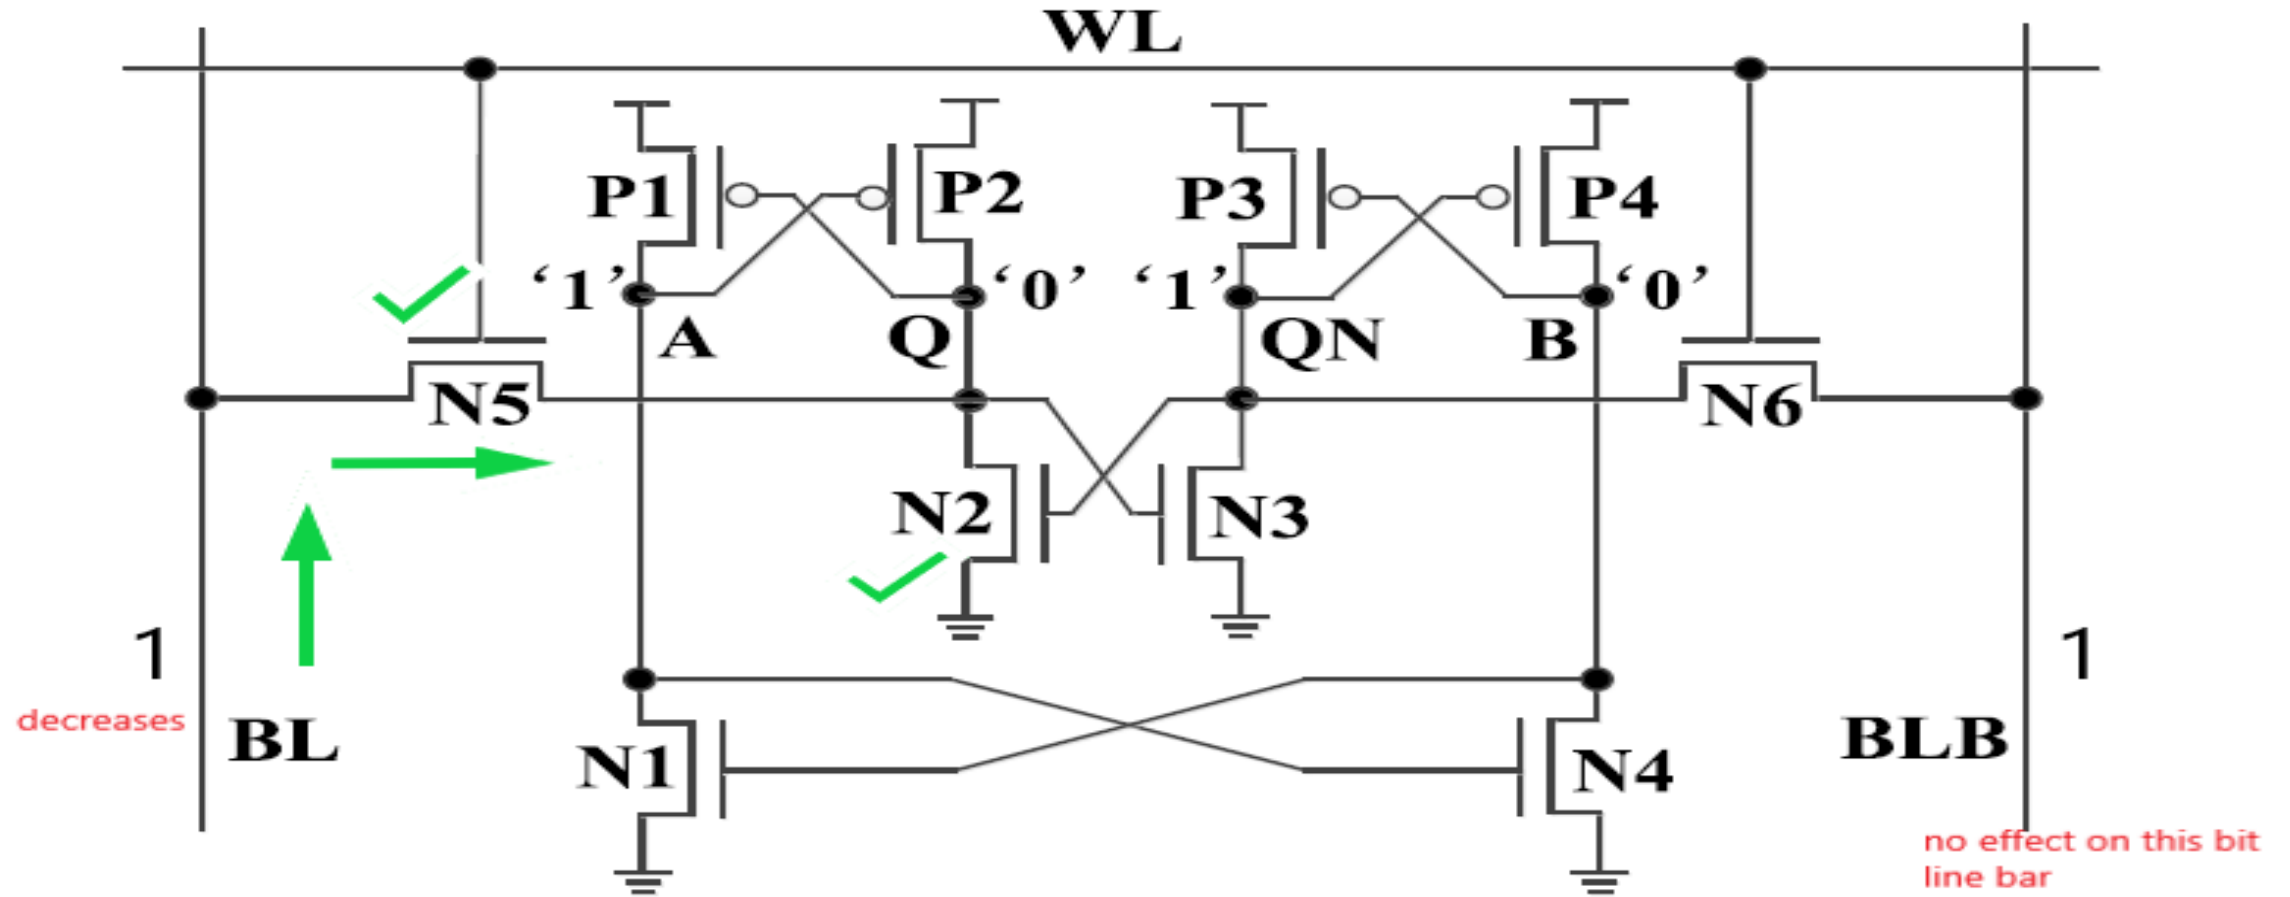 WL
P1
P2
P3
P4
‘1’
‘0’
‘1’
‘0’
A
Q
QN
B
N5
N6
N2
N3
1
1
decreases
BL
BLB
N1
N4
no effect on this bit
line bar